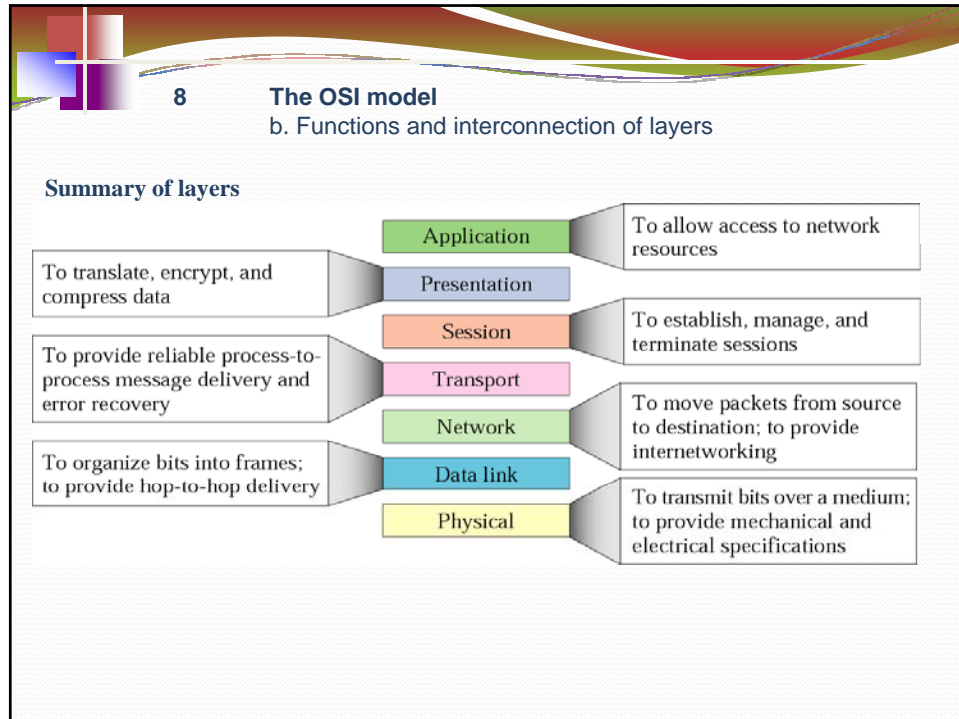 8 The OSI model
b. Functions and interconnection of layers
Summary of layers
Application
To allow access to network
resources
To translate, encrypt, and
compress data
Presentation
Session
To establish, manage, and
terminate sessions
To provide reliable process-to-
process message delivery and
error recovery
Transport
Network
To move packets from source
to destination; to provide
internetworking
To organize bits into frames;
to provide hop-to-hop delivery
Data link
Physical
To transmit bits over a medium;
to provide mechanical and
electrical specifications